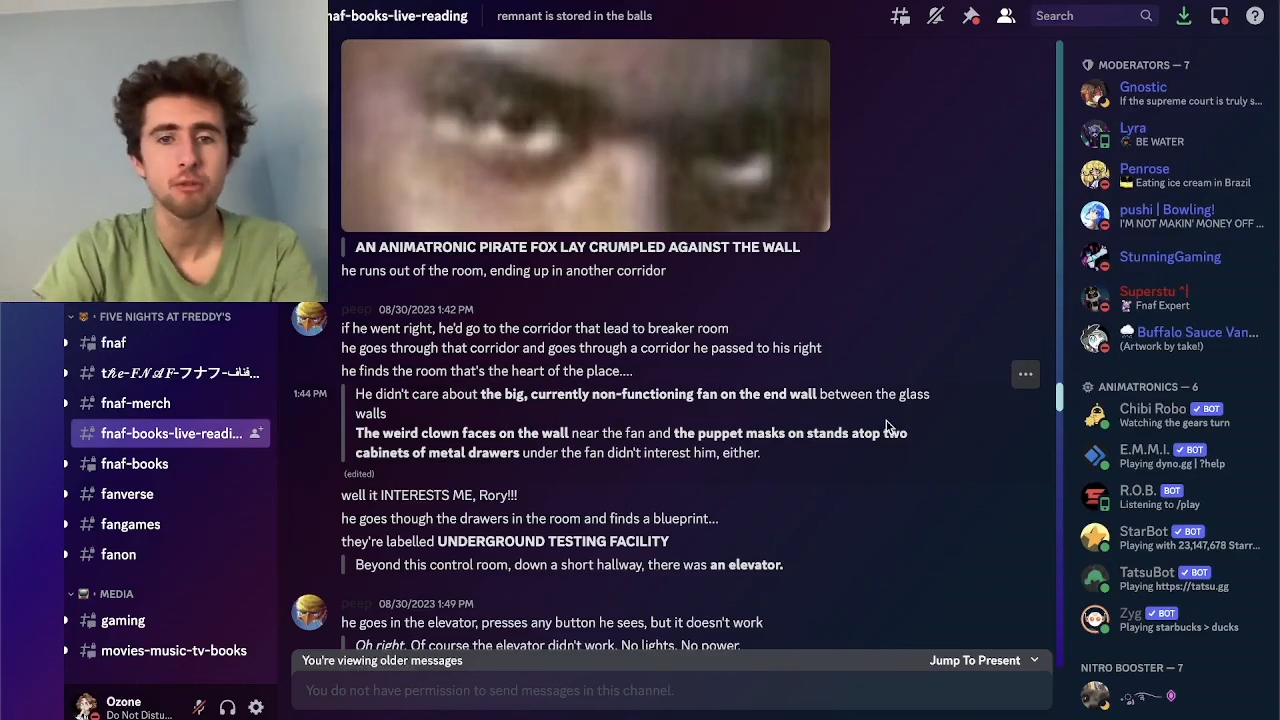 fnaf-books-live-reading
remnant is stored in the balls
Search
FIVE NIGHTS AT FREDDY'S
fnaf
fnaf-merch
fnaf-books-live-readi...
fnaf-books
fanverse
fangames
fanon
MEDIA
gaming
movies-music-tv-books
Ozone
Do Not Distu...
AN ANIMATRONIC PIRATE FOX LAY CRUMPLED AGAINST THE WALL
he runs out of the room, ending up in another corridor
peep 08/30/2023 1:42 PM
if he went right, he'd go to the corridor that lead to breaker room
he goes through that corridor and goes through a corridor he passed to his right
he finds the room that's the heart of the place....
1:44 PM
He didn't care about the big, currently non-functioning fan on the end wall between the glass
walls
The weird clown faces on the wall near the fan and the puppet masks on stands atop two
cabinets of metal drawers under the fan didn't interest him, either.
(edited)
well it INTERESTS ME, Rory!!!
he goes though the drawers in the room and finds a blueprint...
they're labelled UNDERGROUND TESTING FACILITY
Beyond this control room, down a short hallway, there was an elevator.
peep 08/30/2023 1:49 PM
he goes in the elevator, presses any button he sees, but it doesn't work
Oh right. Of course the elevator didn't work. No lights. No power.
You're viewing older messages
Jump To Present
You do not have permission to send messages in this channel.
MODERATORS — 7
Gnostic
If the supreme court is truly s...
Lyra
BE WATER
Penrose
Eating ice cream in Brazil
pushi | Bowling!
I'M NOT MAKIN' MONEY OFF ...
StunningGaming
Superstu ^|
Fnaf Expert
Buffalo Sauce Van...
(Artwork by take!)
ANIMATRONICS — 6
Chibi Robo BOT
Watching the gears turn
E.M.M.I. BOT
Playing dyno.gg | ?help
R.O.B. BOT
Listening to /play
StarBot BOT
Playing with 23,147,678 Starr...
TatsuBot BOT
Playing https://tatsu.gg
Zyg BOT
Playing starbucks > ducks
NITRO BOOSTER — 7